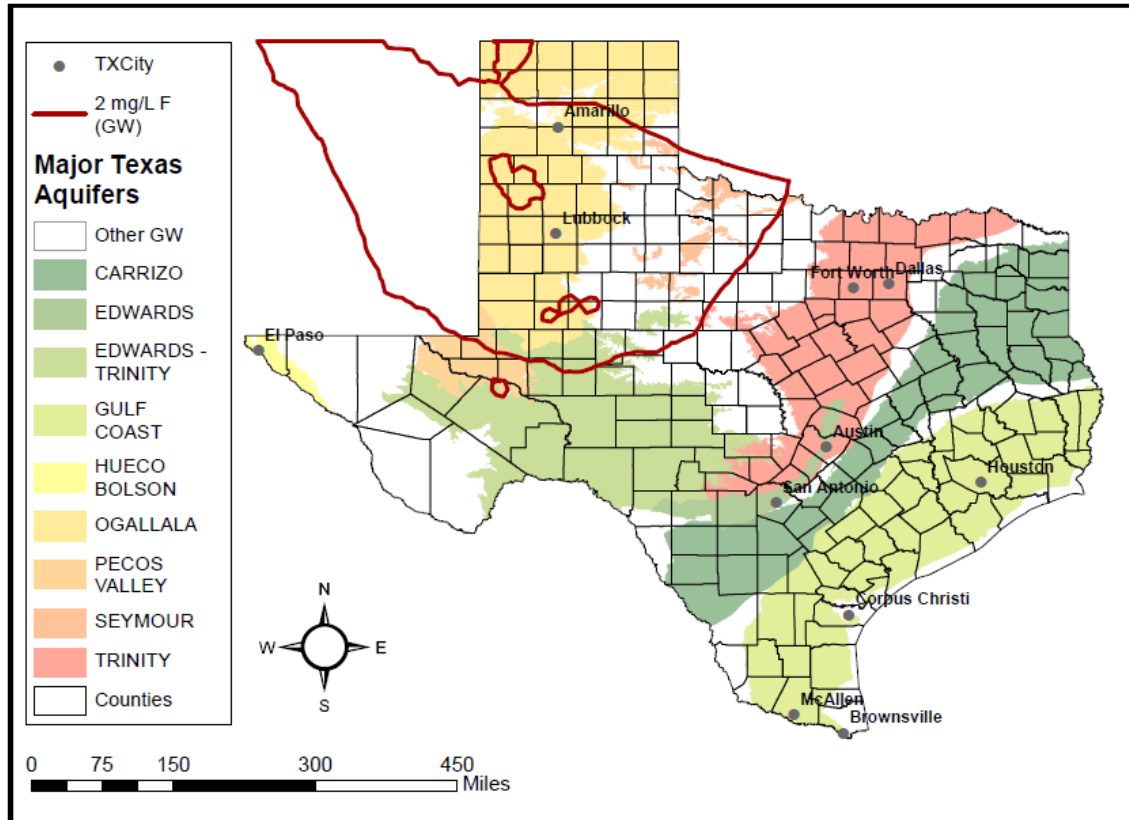 TXCity
2 mg/L F
(GW)
Major Texas
Aquifers
Other GW
CARRIZO
EDWARDS
EDWARDS -
TRINITY
GULF
COAST
HUECO
BOLSON
OGALLALA
PECOS
VALLEY
SEYMOUR
TRINITY
Counties
Amarillo
Lubbock
Fort Worth
Dallas
El Paso
Austin
Houston
San Antonio
Corpus Christi
McAllen
Brownsville
N
W
E
S
0 75 150 300 450
Miles